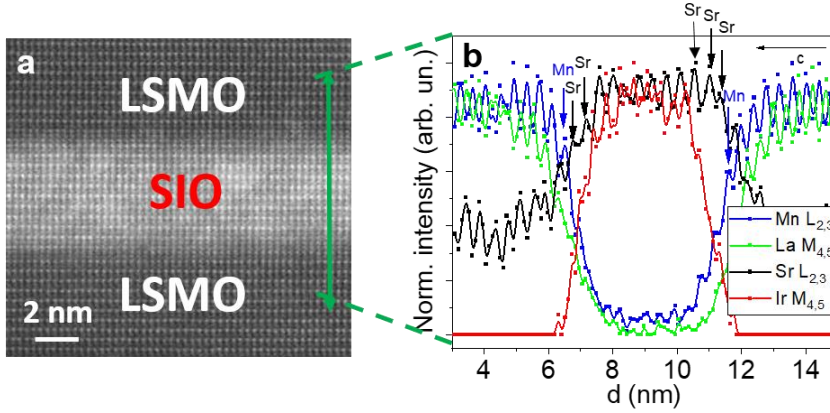 a
LSMO
SIO
LSMO
2 nm
b
Norm. intensity (arb. un.)
Mn
Sr
Sr
Sr
Sr
Sr
Mn
c
Mn L2,3
La M4,5
Sr L2,3
Ir M4,5
4 6 8 10 12 14
d (nm)